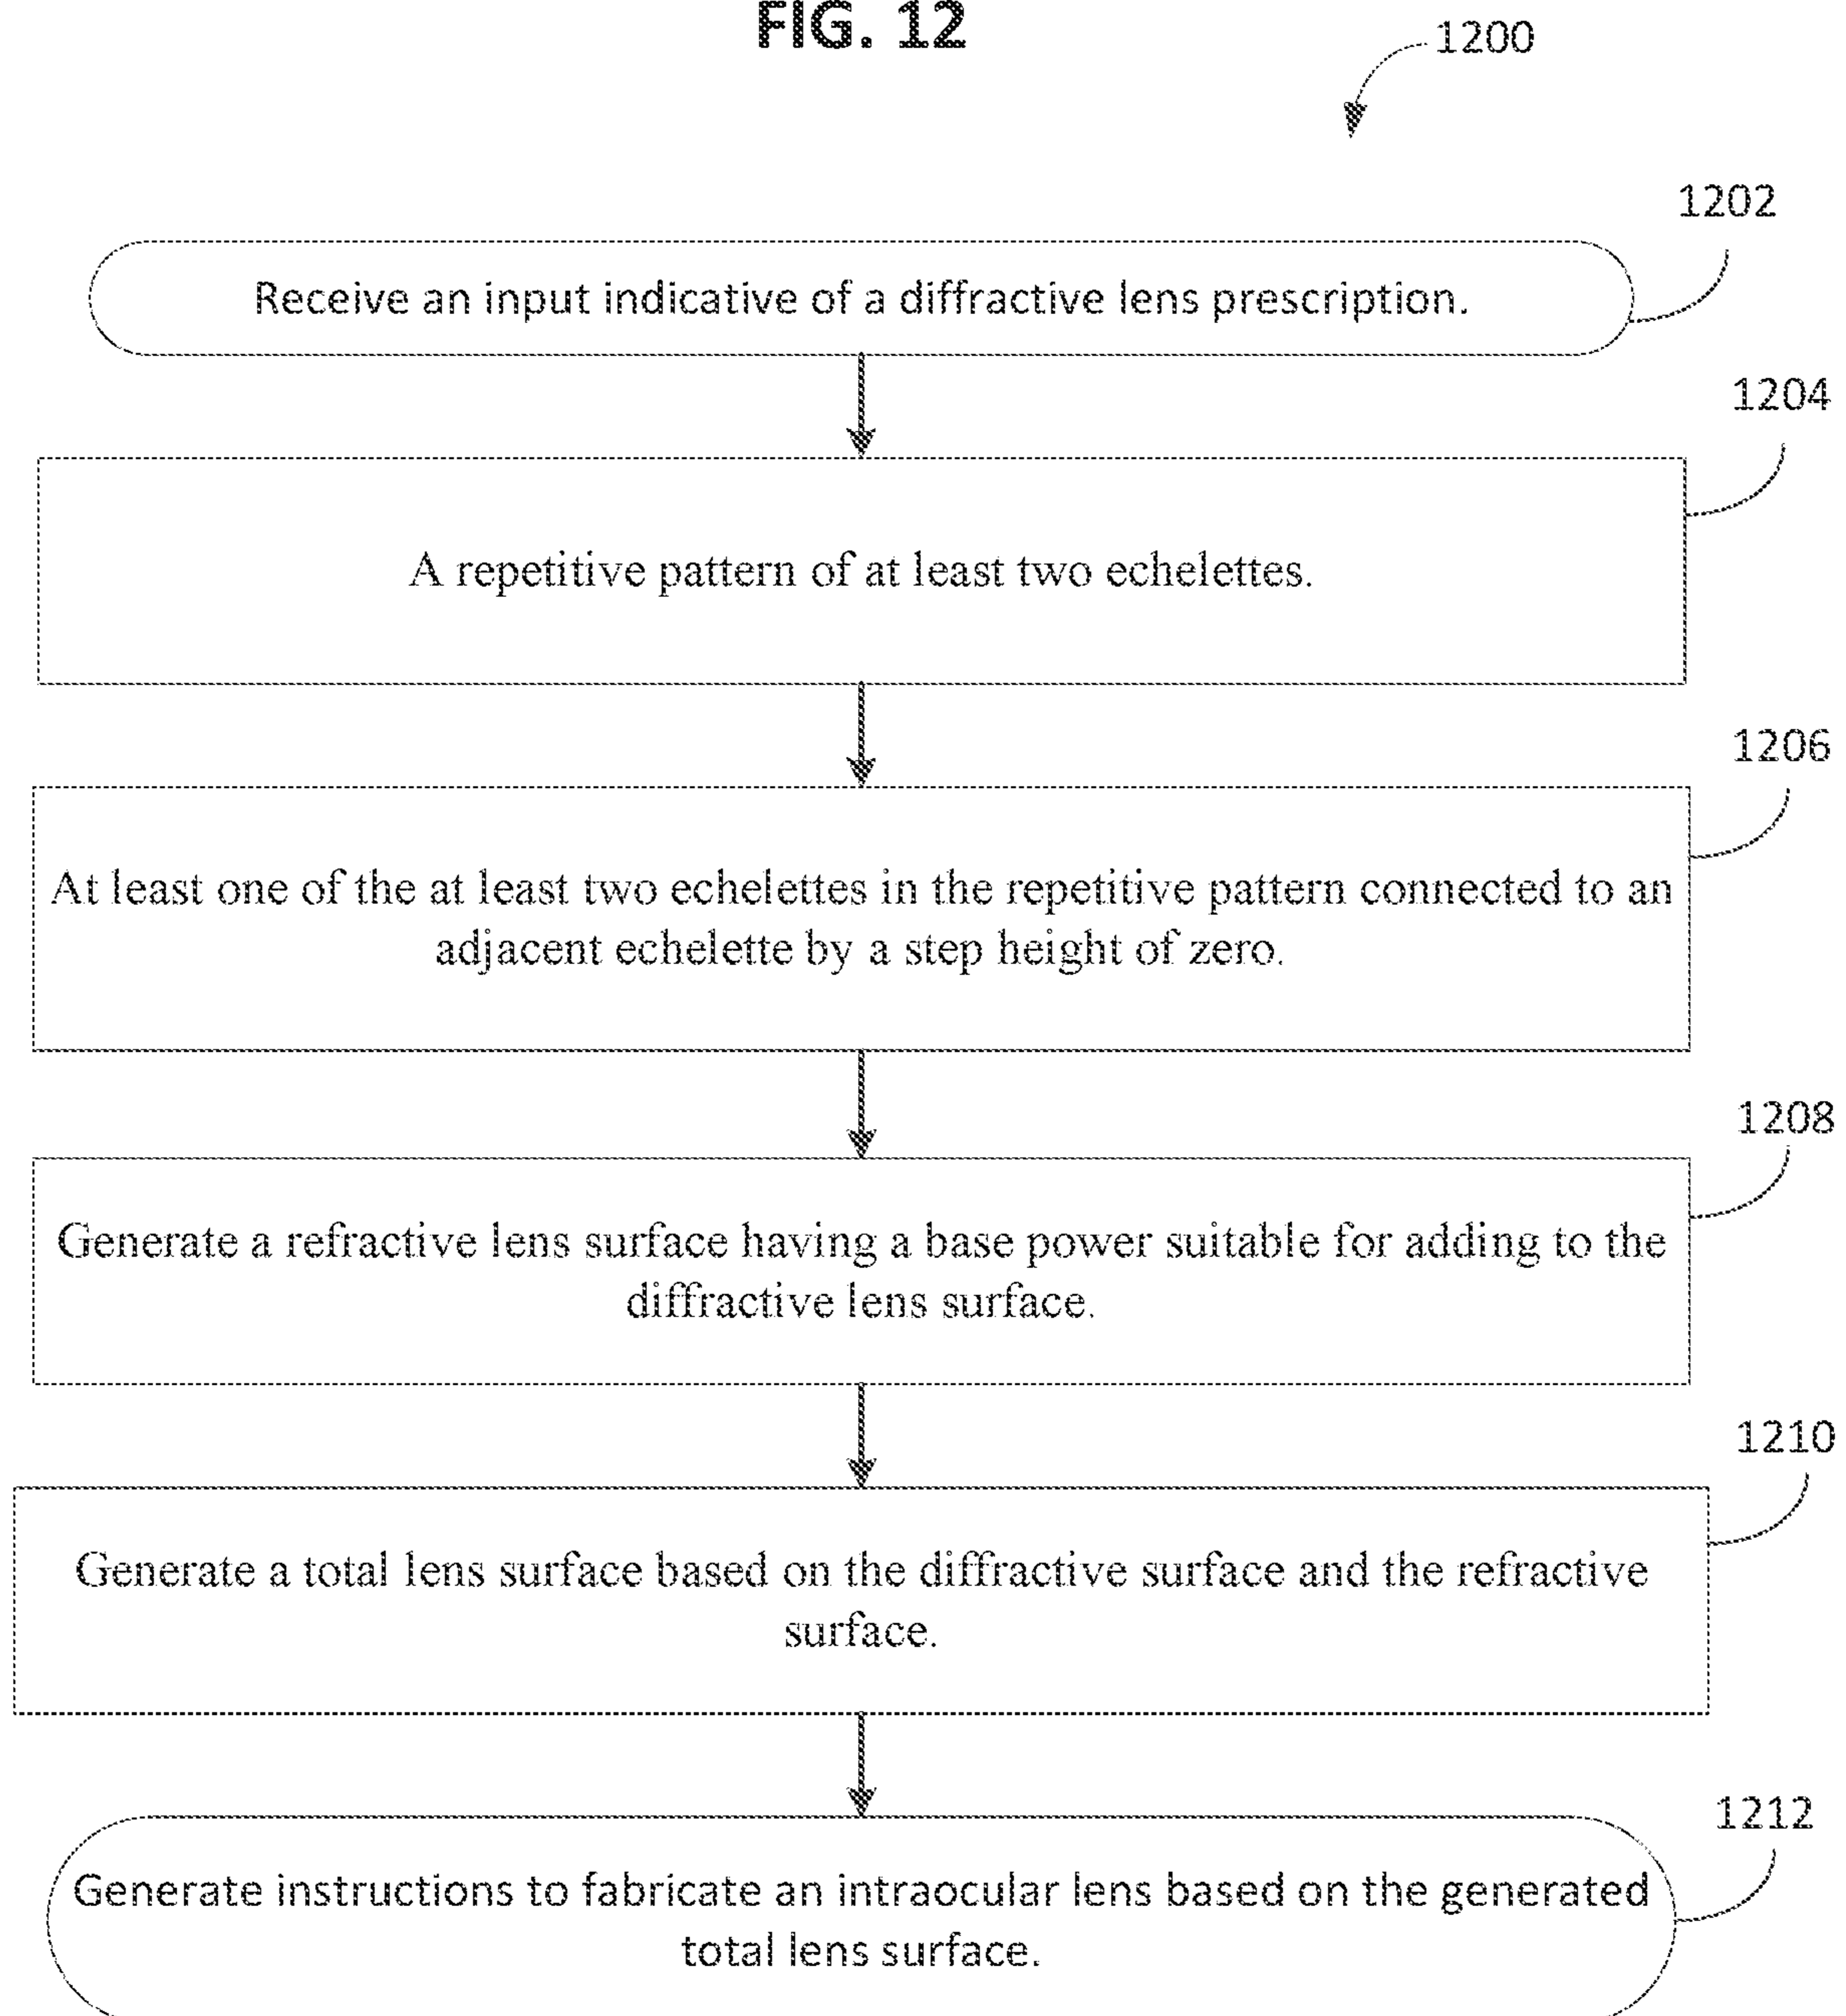 FIG. 12
1200
1202
Receive an input indicative of a diffractive lens prescription.
1204
A repetitive pattern of at least two echelettes.
1206
At least one of the at least two echelettes in the repetitive pattern connected to an
adjacent echelette by a step height of zero.
1208
Generate a refractive lens surface having a base power suitable for adding to the
diffractive lens surface.
1210
Generate a total lens surface based on the diffractive surface and the refractive
surface.
1212
Generate instructions to fabricate an intraocular lens based on the generated
total lens surface.